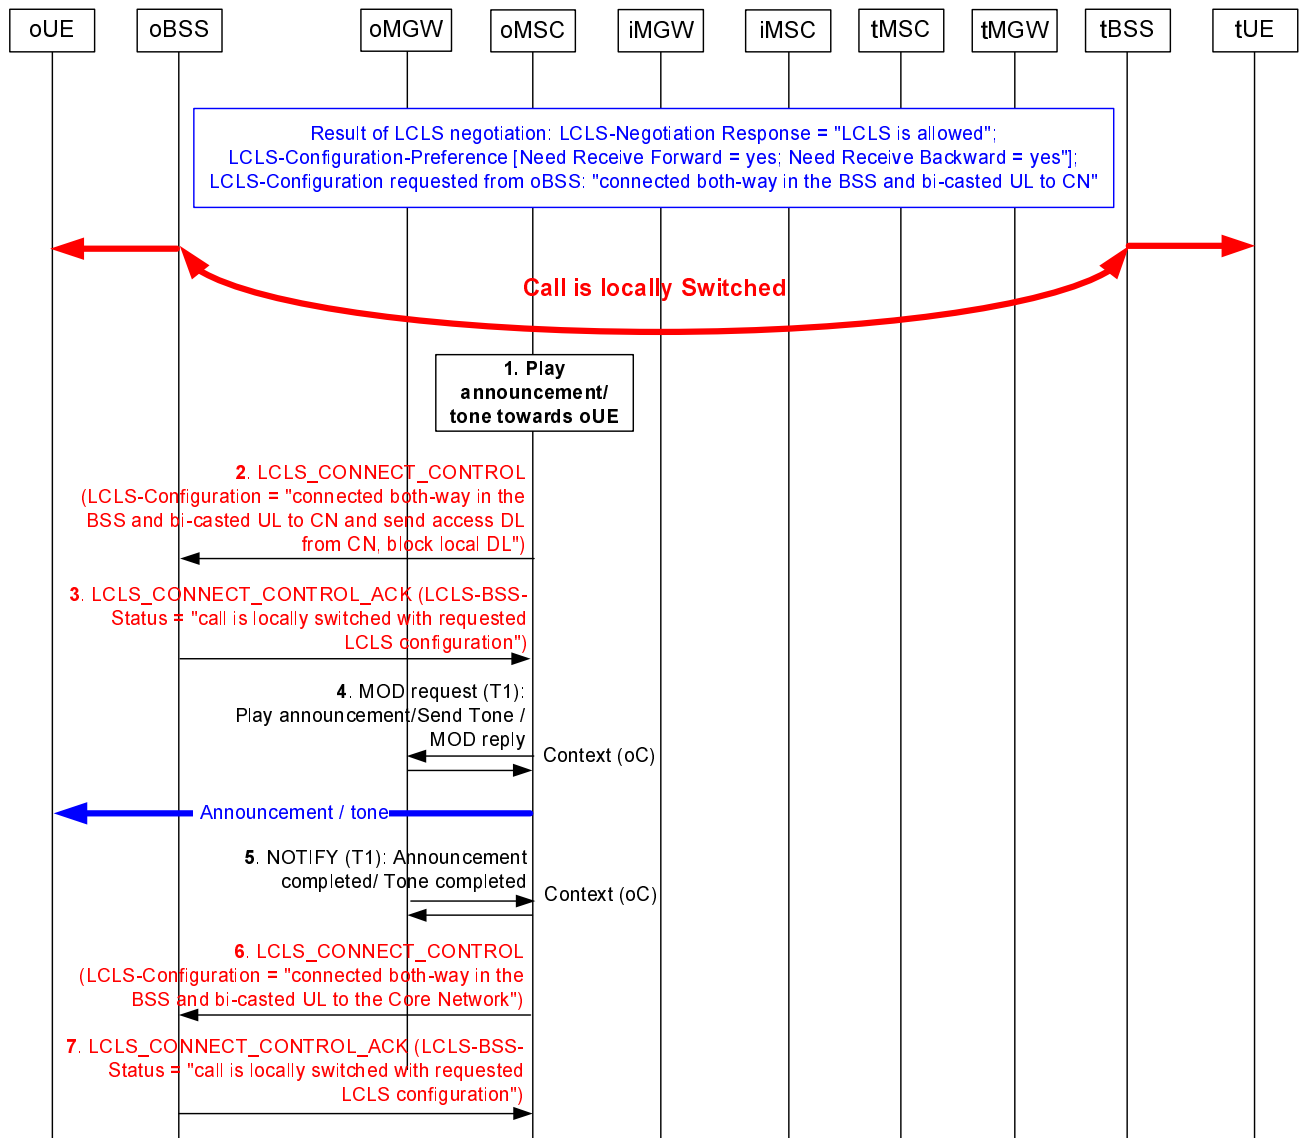 oUE oBSS oMGW oMSC iMGW iMSC tMSC tMGW tBSS tUE
Result of LCLS negotiation: LCLS-Negotiation Response = "LCLS is allowed";
LCLS-Configuration-Preference [Need Receive Forward = yes; Need Receive Backward = yes"];
LCLS-Configuration requested from oBSS: "connected both-way in the BSS and bi-casted UL to CN"
Call is locally Switched
1. Play
announcement/
tone towards oUE
2. LCLS_CONNECT_CONTROL
(LCLS-Configuration = "connected both-way in the
BSS and bi-casted UL to CN and send access DL
from CN, block local DL")
3. LCLS_CONNECT_CONTROL_ACK (LCLS-BSS-
Status = "call is locally switched with requested
LCLS configuration")
4. MOD request (T1):
Play announcement/Send Tone /
MOD reply
Context (oC)
Announcement / tone
5. NOTIFY (T1): Announcement
completed/ Tone completed
Context (oC)
6. LCLS_CONNECT_CONTROL
(LCLS-Configuration = "connected both-way in the
BSS and bi-casted UL to the Core Network")
7. LCLS_CONNECT_CONTROL_ACK (LCLS-BSS-
Status = "call is locally switched with requested
LCLS configuration")